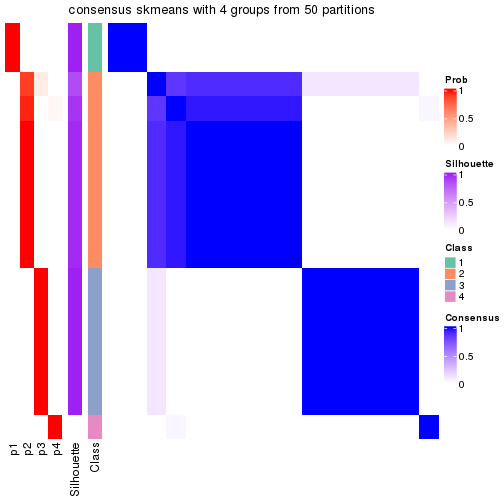 consensus skmeans with 4 groups from 50 partitions
Prob
1
0.5
0
Silhouette
1
0.5
0
Class
1
2
3
4
Consensus
1
0.5
0
p1
p2
p3
p4
Silhouette
Class